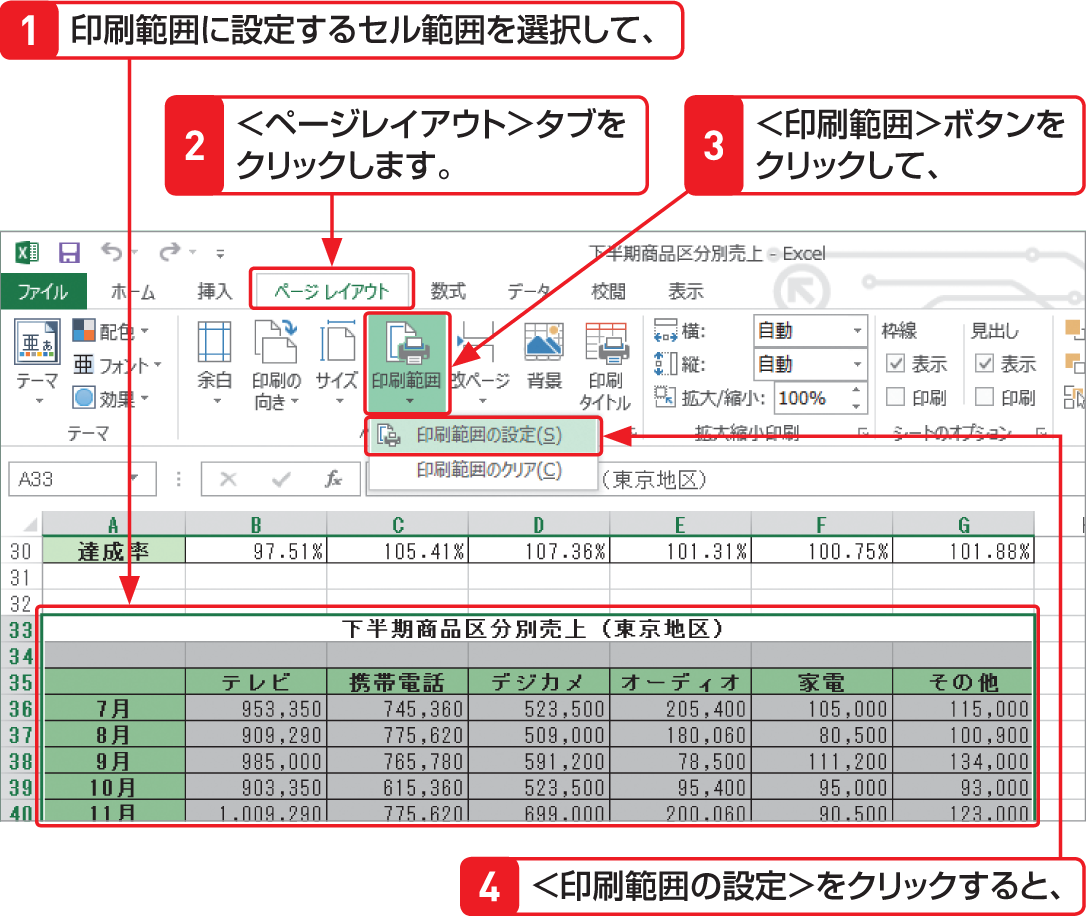 1 印刷範囲に設定するセル範囲を選択して、
2 <ページレイアウト>タブを
クリックします。
3 <印刷範囲>ボタンを
クリックして、
下半期商品区分別売上 - Excel
ファイル ホーム 挿入 ページ レイアウト 数式 データ 校閲 表示
亜ぁ 配色 横: 自動 枠線 見出し
亜 フォント 縦: 自動 表示 表示
テーマ 効果 余白 印刷の サイズ 印刷範囲 改ページ 背景 印刷 拡大/縮小: 100% 印刷 印刷
向き タイトル
テーマ 拡大縮小印刷 シートのオプション
印刷範囲の設定(S)
印刷範囲のクリア(C)
A33 fx (東京地区)
A B C D E F G
30 達成率 97.51% 105.41% 107.36% 101.31% 100.75% 101.88%
31
32
33 下半期商品区分別売上(東京地区)
34
35 テレビ 携帯電話 デジカメ オーディオ 家電 その他
36 7月 953,350 745,360 523,500 205,400 105,000 115,000
37 8月 909,290 775,620 509,000 180,060 80,500 100,900
38 9月 985,000 765,780 591,200 78,500 111,200 134,000
39 10月 903,350 615,360 523,500 95,400 95,000 93,000
40 11月 1,009,290 775,620 699,000 200,060 90,500 123,000
4 <印刷範囲の設定>をクリックすると、